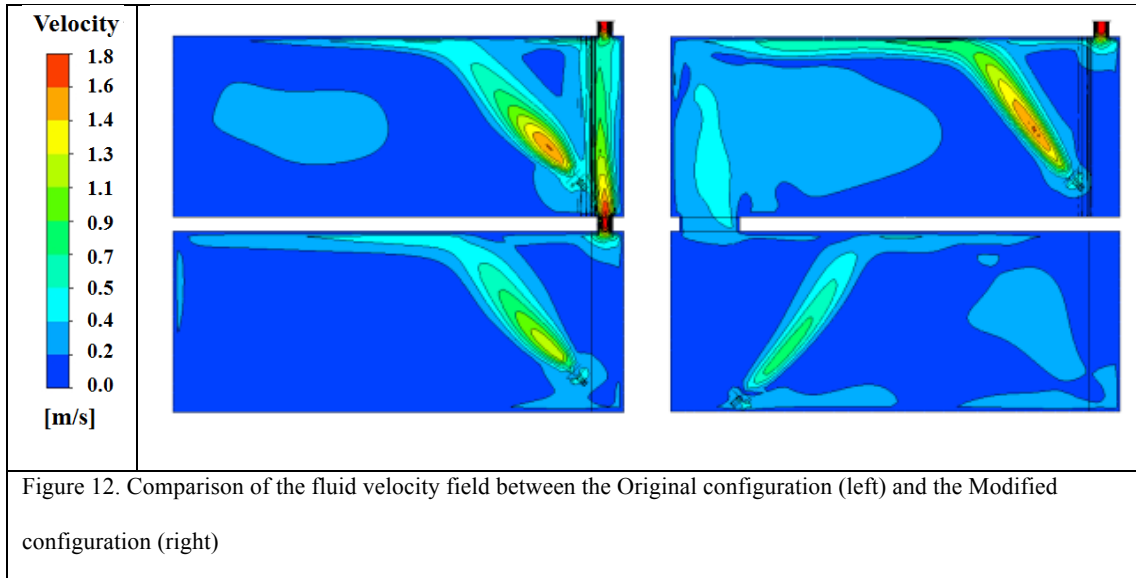 Velocity
1.8
1.6
1.4
1.3
1.1
0.9
0.7
0.5
0.4
0.2
0.0
[m/s]
Figure 12. Comparison of the fluid velocity field between the Original configuration (left) and the Modified
configuration (right)